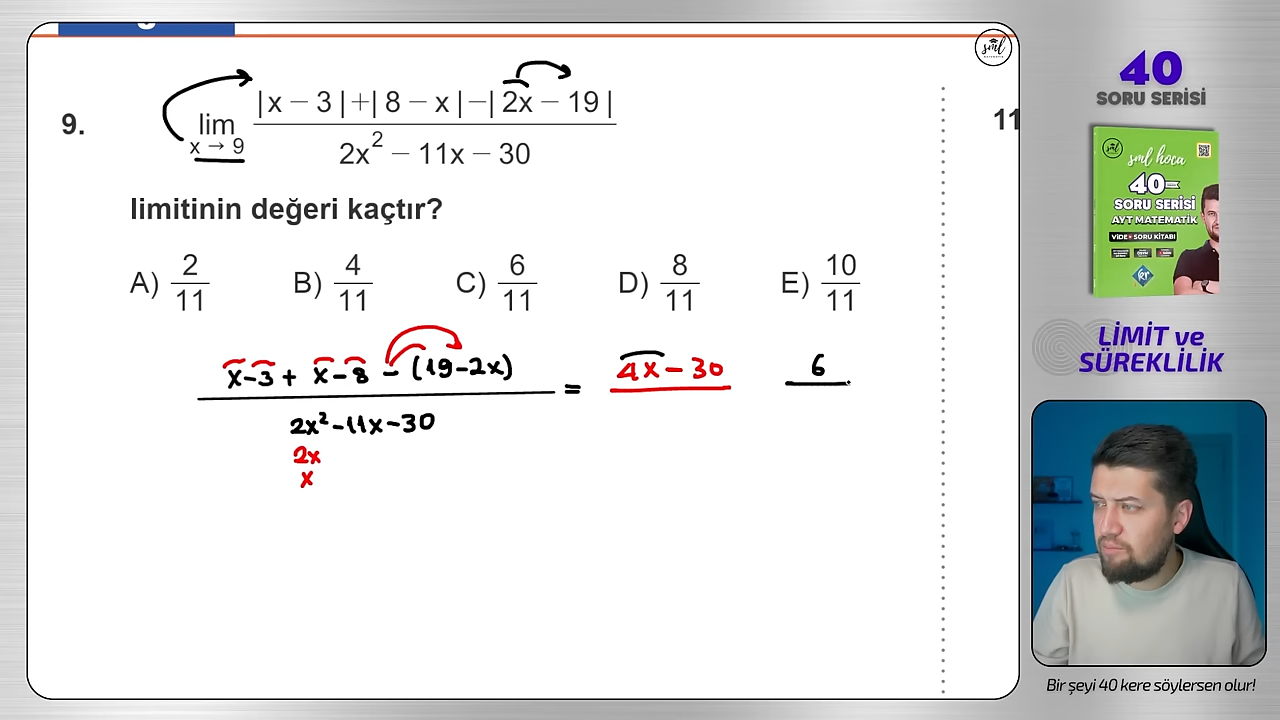 9.
lim x → 9 |x − 3|+|8 − x|−|2x − 19| / 2x² − 11x − 30
limitinin değeri kaçtır?
A) 2/11 B) 4/11 C) 6/11 D) 8/11 E) 10/11
x-3 + x-8 - (19-2x) / 2x²-11x-30 = 4x-30 6
2x
x
11
sml
40
SORU SERİSİ
sml hoca
40
SORU SERİSİ
AYT MATEMATİK
VİDEO SORU KİTABI
LİMİT ve
SÜREKLİLİK
Bir şeyi 40 kere söylersen olur!